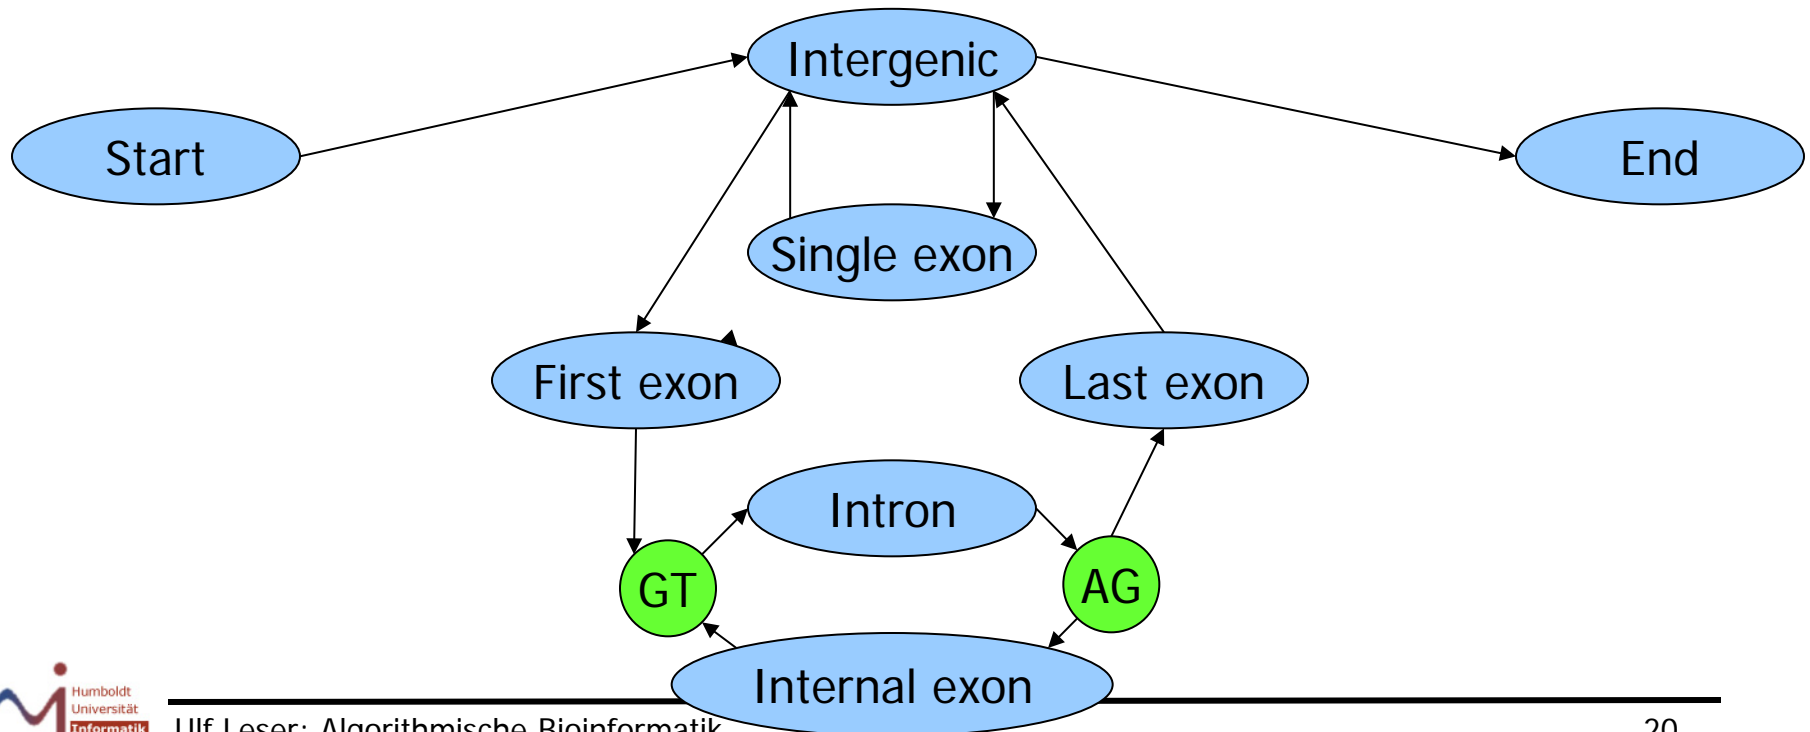 Intergenic
Start
End
Single exon
First exon
Last exon
Intron
GT
AG
Internal exon
Humboldt
Universität
Informatik
Ulf Leser: Algorithmische Bioinformatik
20